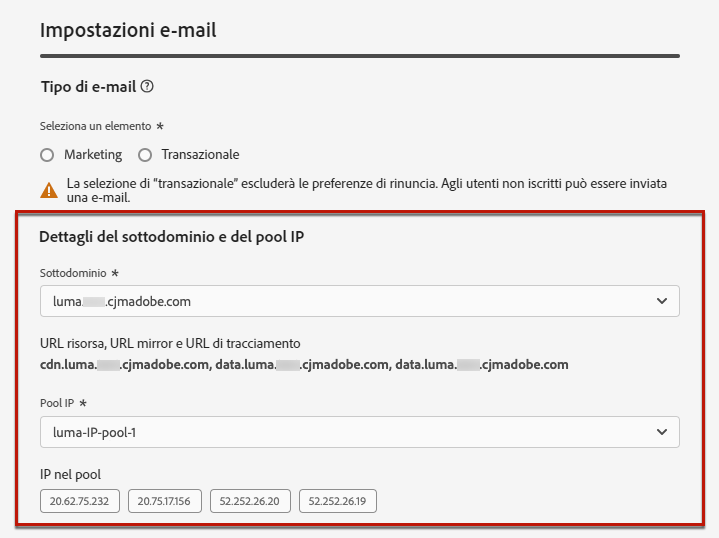 Impostazioni e-mail
Tipo di e-mail ?
Seleziona un elemento *
Marketing Transazionale
La selezione di "transazionale" escluderà le preferenze di rinuncia. Agli utenti non iscritti può essere inviata
una e-mail.
Dettagli del sottodominio e del pool IP
Sottodominio *
luma. .cjmadobe.com
URL risorsa, URL mirror e URL di tracciamento
cdn.luma. .cjmadobe.com, data.luma. .cjmadobe.com, data.luma. .cjmadobe.com
Pool IP *
luma-IP-pool-1
IP nel pool
20.62.75.232 20.75.17.156 52.252.26.20 52.252.26.19